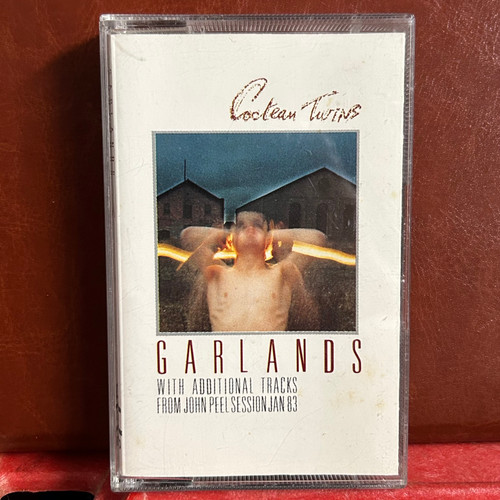 Cocteau Twins
GARLANDS
WITH ADDITIONAL TRACKS
FROM JOHN PEEL SESSION JAN 83